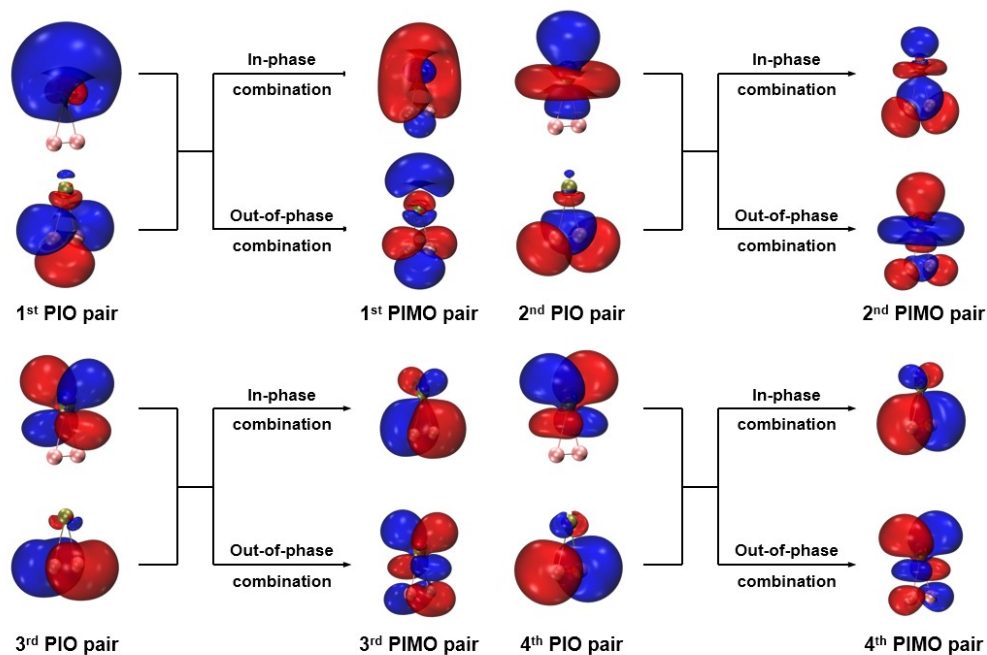 In-phase
combination
Out-of-phase
combination
1st PIO pair
1st PIMO pair
In-phase
combination
Out-of-phase
combination
2nd PIO pair
2nd PIMO pair
In-phase
combination
Out-of-phase
combination
3rd PIO pair
3rd PIMO pair
In-phase
combination
Out-of-phase
combination
4th PIO pair
4th PIMO pair